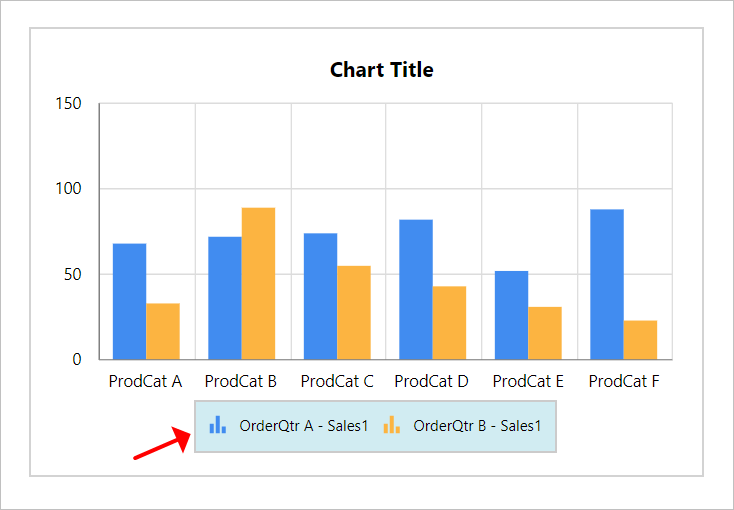 Chart Title
150
100
50
0
ProdCat A ProdCat B ProdCat C ProdCat D ProdCat E ProdCat F
OrderQtr A - Sales1 OrderQtr B - Sales1